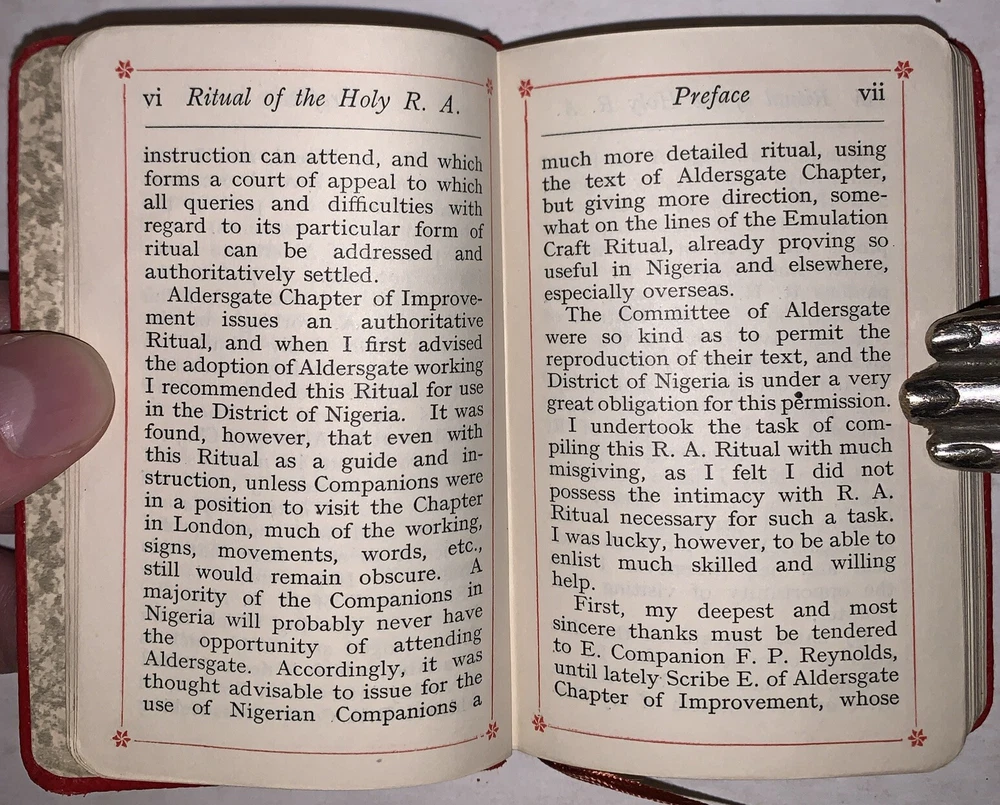 vi Ritual of the Holy R. A.
instruction can attend, and which
forms a court of appeal to which
all queries and difficulties with
regard to its particular form of
ritual can be addressed and
authoritatively settled.
Aldersgate Chapter of Improve-
ment issues an authoritative
Ritual, and when I first advised
the adoption of Aldersgate working
I recommended this Ritual for use
in the District of Nigeria. It was
found, however, that even with
this Ritual as a guide and in-
struction, unless Companions were
in a position to visit the Chapter
in London, much of the working,
signs, movements, words, etc.,
still would remain obscure. A
majority of the Companions in
Nigeria will probably never have
the opportunity of attending
Aldersgate. Accordingly, it was
thought advisable to issue for the
use of Nigerian Companions a
Preface vii
much more detailed ritual, using
the text of Aldersgate Chapter,
but giving more direction, some-
what on the lines of the Emulation
Craft Ritual, already proving so
useful in Nigeria and elsewhere,
especially overseas.
The Committee of Aldersgate
were so kind as to permit the
reproduction of their text, and the
District of Nigeria is under a very
great obligation for this permission.
I undertook the task of com-
piling this R. A. Ritual with much
misgiving, as I felt I did not
possess the intimacy with R. A.
Ritual necessary for such a task.
I was lucky, however, to be able to
enlist much skilled and willing
help.
First, my deepest and most
sincere thanks must be tendered
to E. Companion F. P. Reynolds,
until lately Scribe E. of Aldersgate
Chapter of Improvement, whose